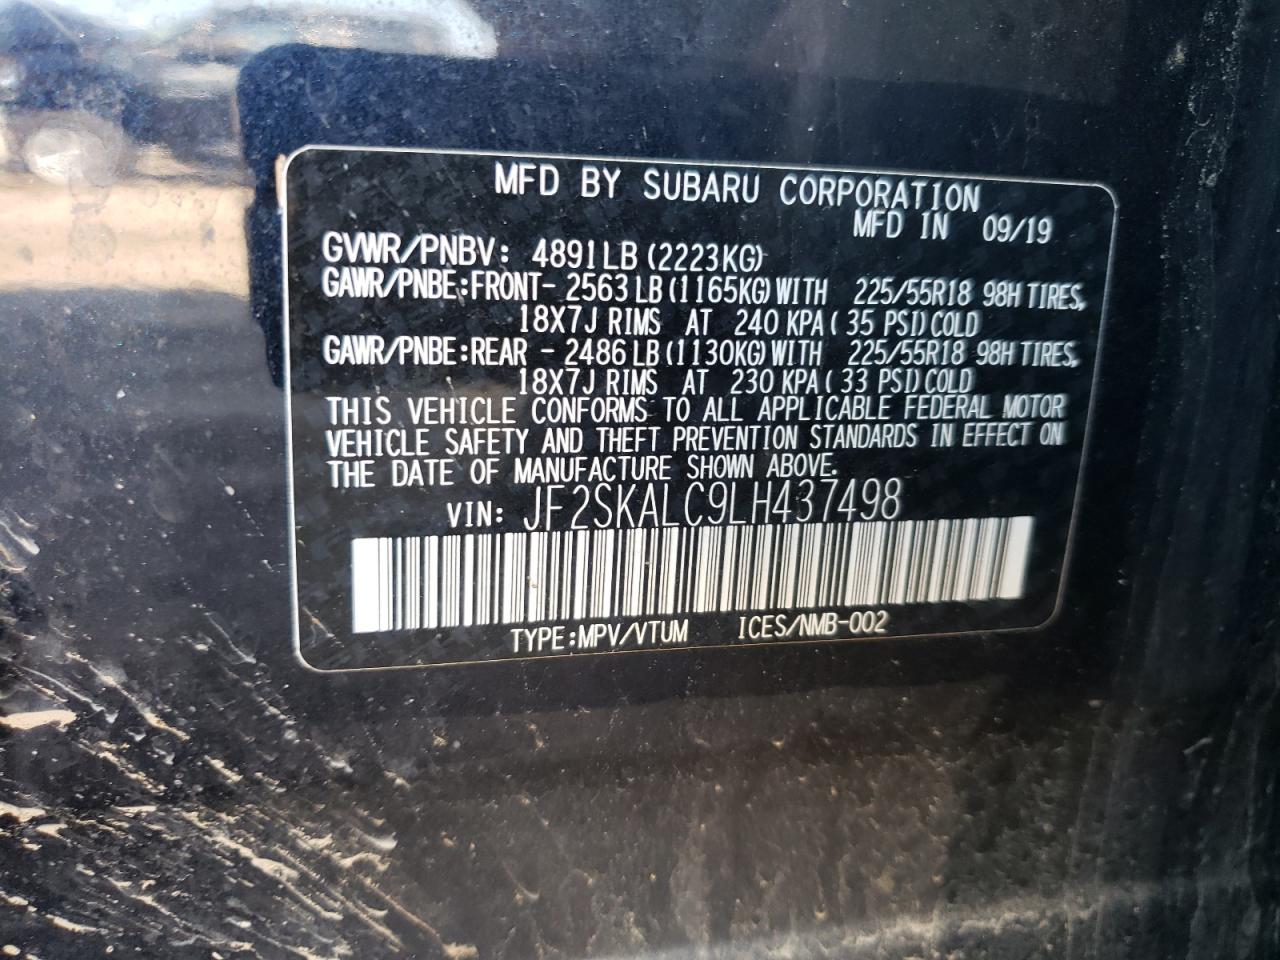 MFD BY SUBARU CORPORATION
MFD IN 09/19
GVWR/PNBV: 4891LB (2223KG)
GAWR/PNBE:FRONT- 2563 LB (1165KG) WITH 225/55R18 98H TIRES,
18X7J RIMS AT 240 KPA ( 35 PSI) COLD
GAWR/PNBE:REAR - 2486 LB (1130KG) WITH 225/55R18 98H TIRES,
18X7J RIMS AT 230 KPA ( 33 PSI) COLD
THIS VEHICLE CONFORMS TO ALL APPLICABLE FEDERAL MOTOR
VEHICLE SAFETY AND THEFT PREVENTION STANDARDS IN EFFECT ON
THE DATE OF MANUFACTURE SHOWN ABOVE.
VIN: JF2SKALC9LH437498
TYPE:MPV/VTUM ICES/NMB-002